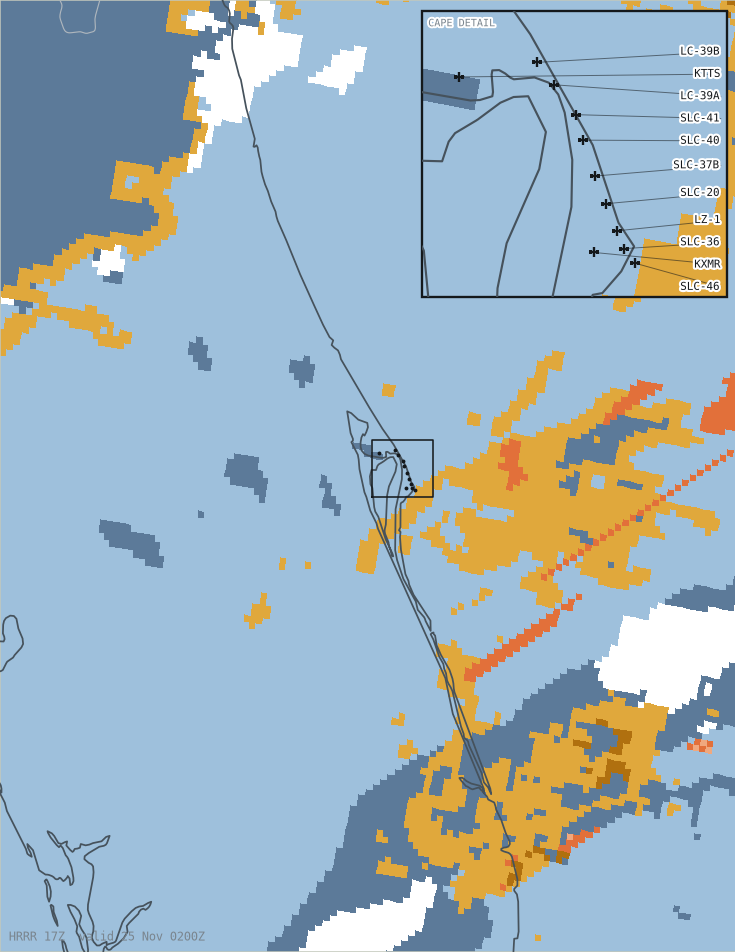 CAPE DETAIL
LC-39B
KTTS
LC-39A
SLC-41
SLC-40
SLC-37B
SLC-20
LZ-1
SLC-36
KXMR
SLC-46
HRRR 17Z  valid 25 Nov 0200Z